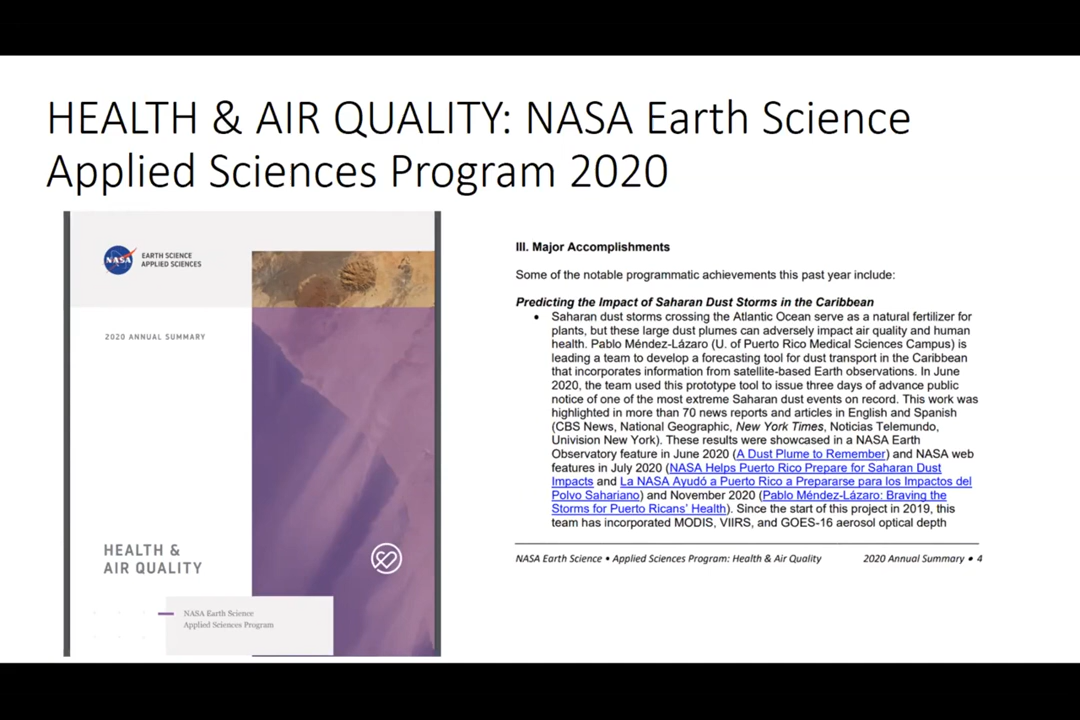 HEALTH & AIR QUALITY: NASA Earth Science
Applied Sciences Program 2020
NASA
EARTH SCIENCE
APPLIED SCIENCES
2020 ANNUAL SUMMARY
HEALTH &
AIR QUALITY
NASA Earth Science
Applied Sciences Program
III. Major Accomplishments
Some of the notable programmatic achievements this past year include:
Predicting the Impact of Saharan Dust Storms in the Caribbean
• Saharan dust storms crossing the Atlantic Ocean serve as a natural fertilizer for
plants, but these large dust plumes can adversely impact air quality and human
health. Pablo Méndez-Lázaro (U. of Puerto Rico Medical Sciences Campus) is
leading a team to develop a forecasting tool for dust transport in the Caribbean
that incorporates information from satellite-based Earth observations. In June
2020, the team used this prototype tool to issue three days of advance public
notice of one of the most extreme Saharan dust events on record. This work was
highlighted in more than 70 news reports and articles in English and Spanish
(CBS News, National Geographic, New York Times, Noticias Telemundo,
Univision New York). These results were showcased in a NASA Earth
Observatory feature in June 2020 (A Dust Plume to Remember) and NASA web
features in July 2020 (NASA Helps Puerto Rico Prepare for Saharan Dust
Impacts and La NASA Ayudó a Puerto Rico a Prepararse para los Impactos del
Polvo Sahariano) and November 2020 (Pablo Méndez-Lázaro: Braving the
Storms for Puerto Ricans' Health). Since the start of this project in 2019, this
team has incorporated MODIS, VIIRS, and GOES-16 aerosol optical depth
NASA Earth Science • Applied Sciences Program: Health & Air Quality 2020 Annual Summary • 4